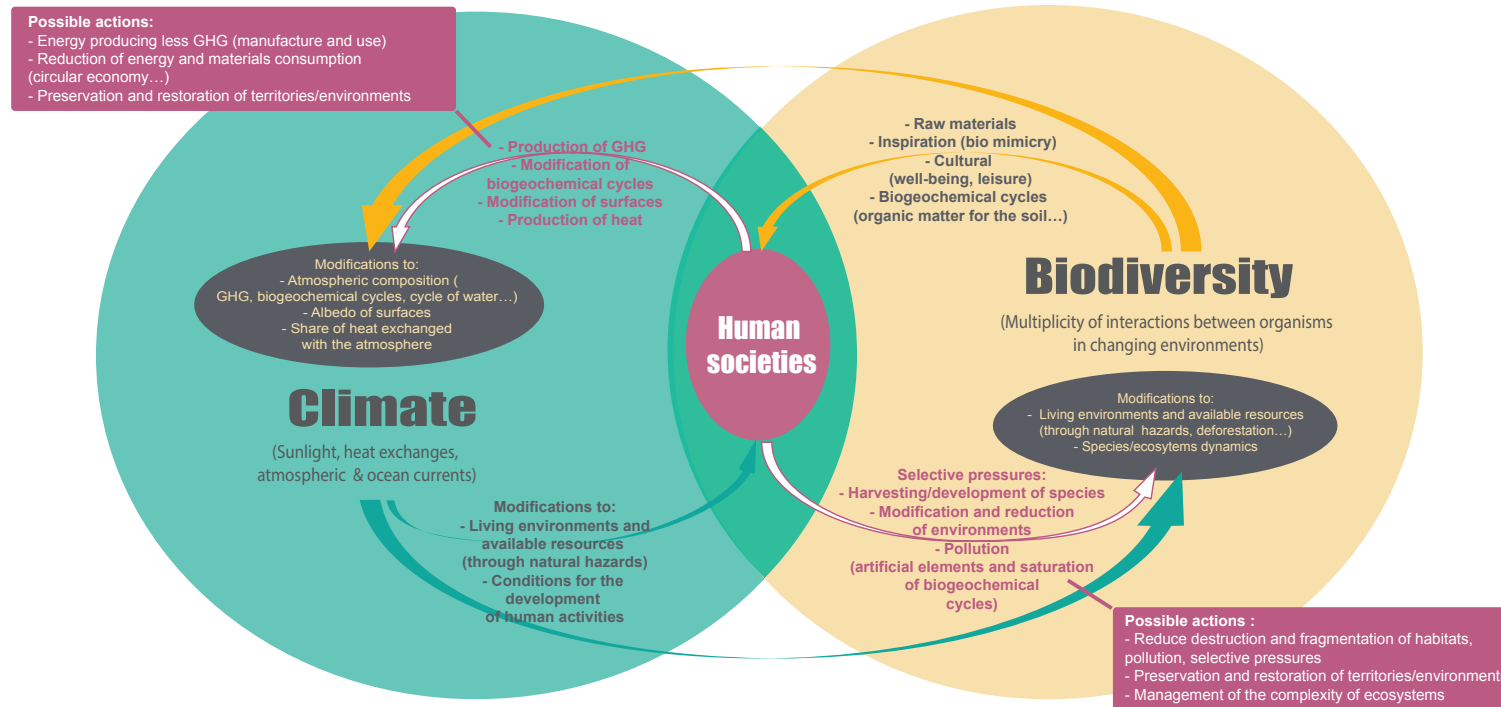 Possible actions:
- Energy producing less GHG (manufacture and use)
- Reduction of energy and materials consumption
(circular economy…)
- Preservation and restoration of territories/environments
- Production of GHG
- Modification of
biogeochemical cycles
- Modification of surfaces
- Production of heat
- Raw materials
- Inspiration (bio mimicry)
- Cultural
(well-being, leisure)
- Biogeochemical cycles
(organic matter for the soil…)
Modifications to:
- Atmospheric composition (
GHG, biogeochemical cycles, cycle of water…)
- Albedo of surfaces
- Share of heat exchanged
with the atmosphere
Climate
(Sunlight, heat exchanges,
atmospheric & ocean currents)
Human
societies
Biodiversity
(Multiplicity of interactions between organisms
in changing environments)
Modifications to:
- Living environments and available resources
(through natural hazards, deforestation…)
- Species/ecosytems dynamics
Modifications to:
- Living environments and
available resources
(through natural hazards)
- Conditions for the
development
of human activities
Selective pressures:
- Harvesting/development of species
- Modification and reduction
of environments
- Pollution
(artificial elements and saturation
of biogeochemical
cycles)
Possible actions :
- Reduce destruction and fragmentation of habitats,
pollution, selective pressures
- Preservation and restoration of territories/environments
- Management of the complexity of ecosystems